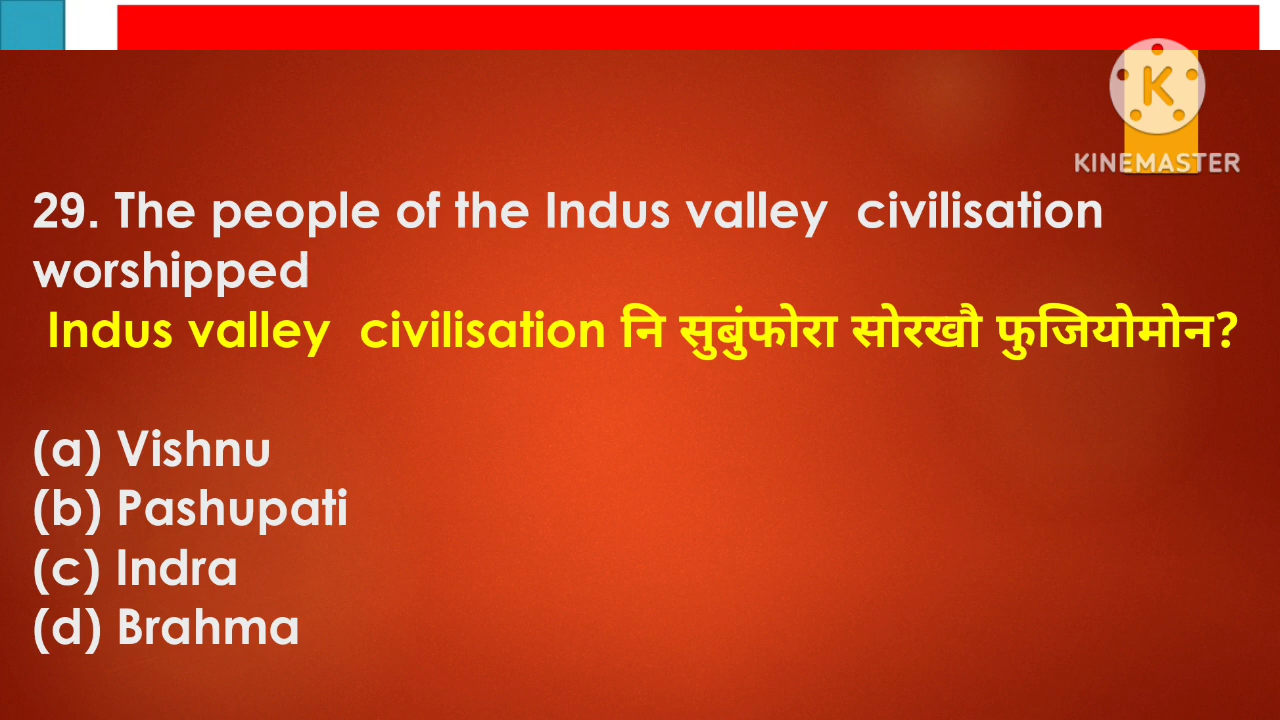 K
KINEMASTER
29. The people of the Indus valley civilisation
worshipped
Indus valley civilisation नि सुबुंफोरा सोरखौ फुजियोमोन?
(a) Vishnu
(b) Pashupati
(c) Indra
(d) Brahma